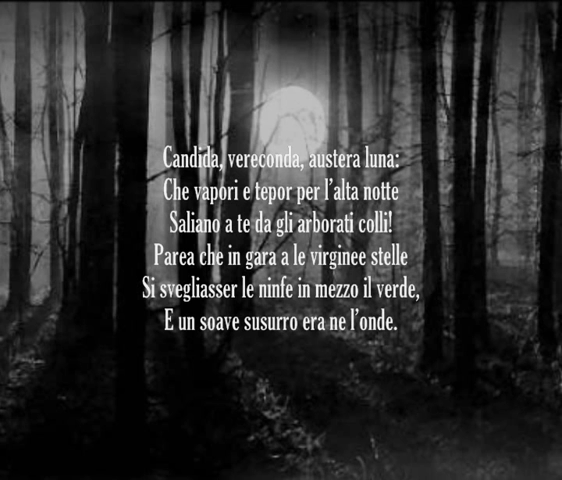 Candida, vereconda, austera luna:
Che vapori e tepor per l'alta notte
Saliano a te da gli arborati colli!
Parea che in gara a le virginee stelle
Si svegliasser le ninfe in mezzo il verde,
E un soave susurro era ne l'onde.